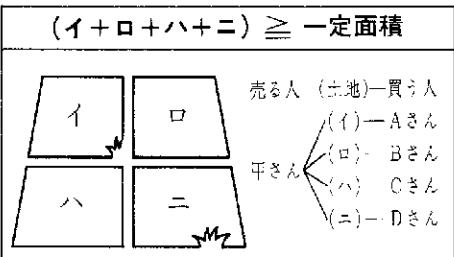 (イ+ロ+ハ+ニ) ≧ 一定面積
売る人 (土地)—買う人
イ
ロ
ハ
ニ
平さん
(イ)—Aさん
(ロ)—Bさん
(ハ) Cさん
(ニ)—Dさん